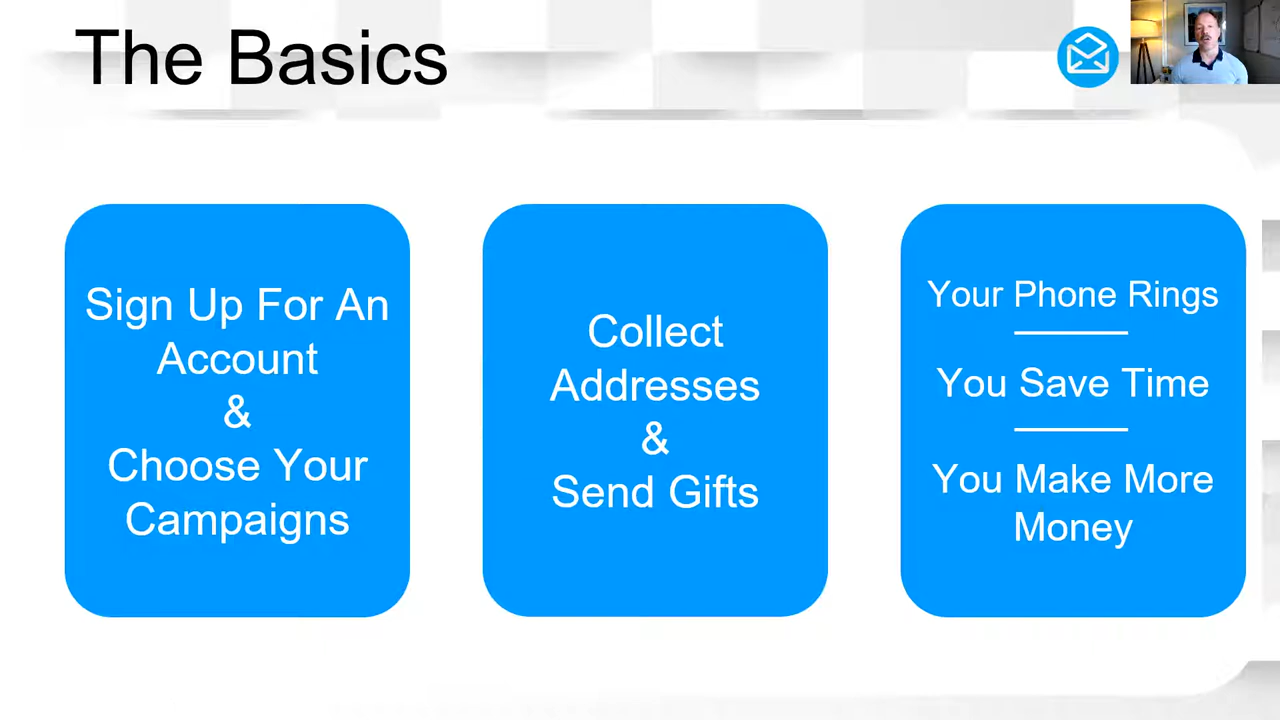 The Basics
Sign Up For An
Account
&
Choose Your
Campaigns
Collect
Addresses
&
Send Gifts
Your Phone Rings
You Save Time
You Make More
Money